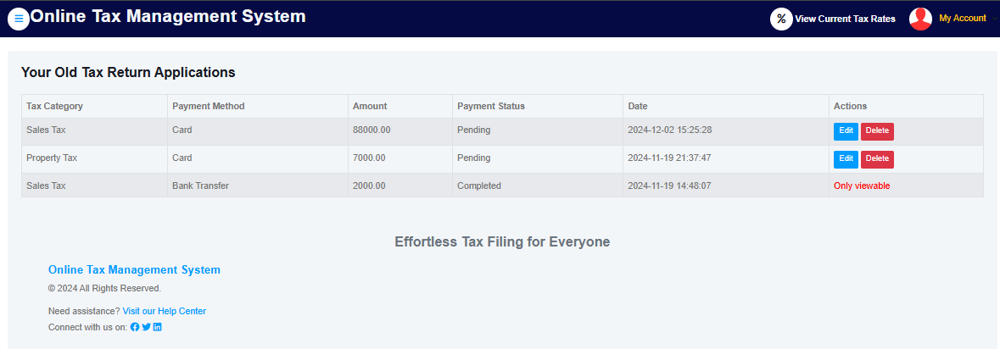 Online Tax Management System
% View Current Tax Rates
My Account
Your Old Tax Return Applications
Tax Category Payment Method Amount Payment Status Date Actions
Sales Tax Card 88000.00 Pending 2024-12-02 15:25:28 Edit Delete
Property Tax Card 7000.00 Pending 2024-11-19 21:37:47 Edit Delete
Sales Tax Bank Transfer 2000.00 Completed 2024-11-19 14:48:07 Only viewable
Effortless Tax Filing for Everyone
Online Tax Management System
© 2024 All Rights Reserved.
Need assistance? Visit our Help Center
Connect with us on: